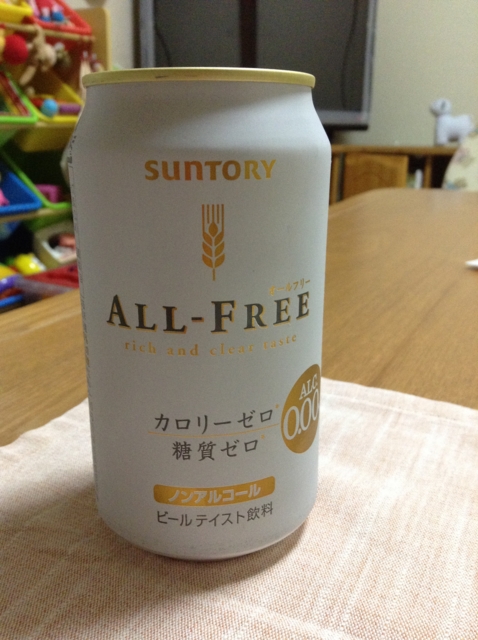 SUNTORY
オールフリー
ALL-FREE
rich and clear taste
ALC
0.00
カロリーゼロ*
糖質ゼロ*
ノンアルコール
ビールテイスト飲料